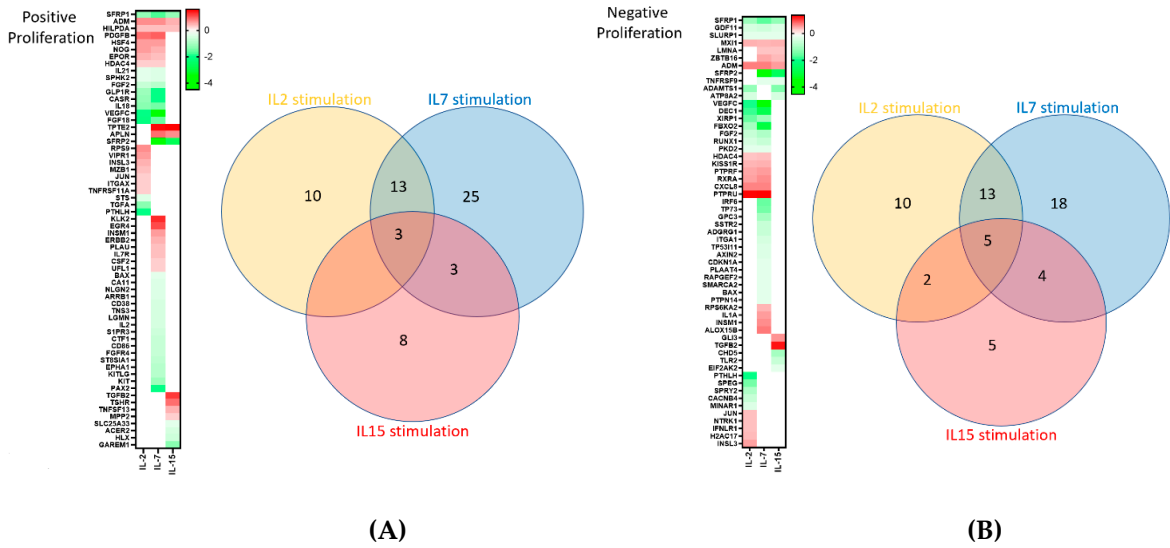 Positive
Proliferation
SFRP1
ADM
HILPDA
PDGFB
HSF4
NOG
EPOR
HDAC4
IL21
SPHK2
FGF2
GLP1R
CASR
IL18
VEGFC
FGF18
TPTE2
APLN
SFRP2
RPS9
VIPR1
INSL3
MZB1
JUN
ITGAX
TNFRSF11A
STS
TGFA
PTHLH
KLK2
EGR4
INSM1
ERBB2
PLAU
IL7R
CSF2
UFL1
BAX
CA11
NLGN2
ARRB1
CD38
TNS3
LGMN
IL2
S1PR3
CTF1
CD86
FGFR4
ST8SIA1
EPHA1
KITLG
KIT
PAX2
TGFB2
TSHR
TNFSF13
MPP2
SLC25A33
ACER2
HLX
GAREM1
IL-2
IL-7
IL-15
0
-2
-4
IL2 stimulation
IL7 stimulation
10
13
25
3
3
8
IL15 stimulation
(A)
Negative
Proliferation
SFRP1
GDF11
SLURP1
MXI1
LMNA
ZBTB16
ADM
SFRP2
TNFRSF9
ADAMTS1
ATP8A2
VEGFC
DEC1
XIRP1
FBXO2
FGF2
RUNX1
PKD2
HDAC4
KISS1R
PTPRF
RXRA
CXCL8
PTPRU
IRF6
TP73
GPC3
SSTR2
ADGRG1
ITGA1
TP53I11
AXIN2
CDKN1A
PLAAT4
RAPGEF2
SMARCA2
BAX
PTPN14
RPS6KA2
IL1A
INSM1
ALOX15B
GLI3
TGFB2
CHD5
TLR2
EIF2AK2
PTHLH
SPEG
SPRY2
CACNB4
MINAR1
JUN
NTRK1
IFNLR1
H2AC17
INSL3
IL-2
IL-7
IL-15
0
-2
-4
IL2 stimulation
IL7 stimulation
10
13
18
5
2
4
5
IL15 stimulation
(B)